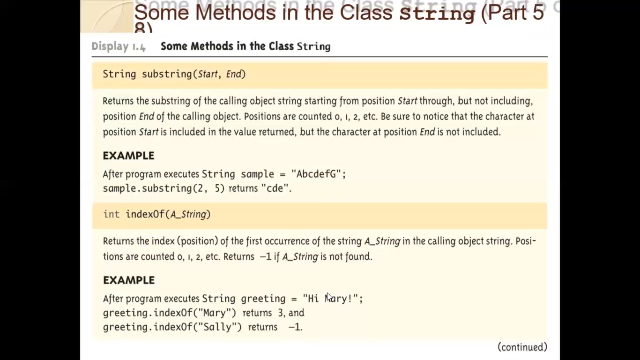 Some Methods in the Class String (Part 5
8)
Display 1.4 Some Methods in the Class String
String substring(Start, End)
Returns the substring of the calling object string starting from position Start through, but not including,
position End of the calling object. Positions are counted 0, 1, 2, etc. Be sure to notice that the character at
position Start is included in the value returned, but the character at position End is not included.
EXAMPLE
After program executes String sample = "AbcdefG";
sample.substring(2, 5) returns "cde".
int indexOf(A_String)
Returns the index (position) of the first occurrence of the string A_String in the calling object string. Posi-
tions are counted 0, 1, 2, etc. Returns –1 if A_String is not found.
EXAMPLE
After program executes String greeting = "Hi Mary!";
greeting.indexOf("Mary") returns 3, and
greeting.indexOf("Sally") returns –1.
(continued)